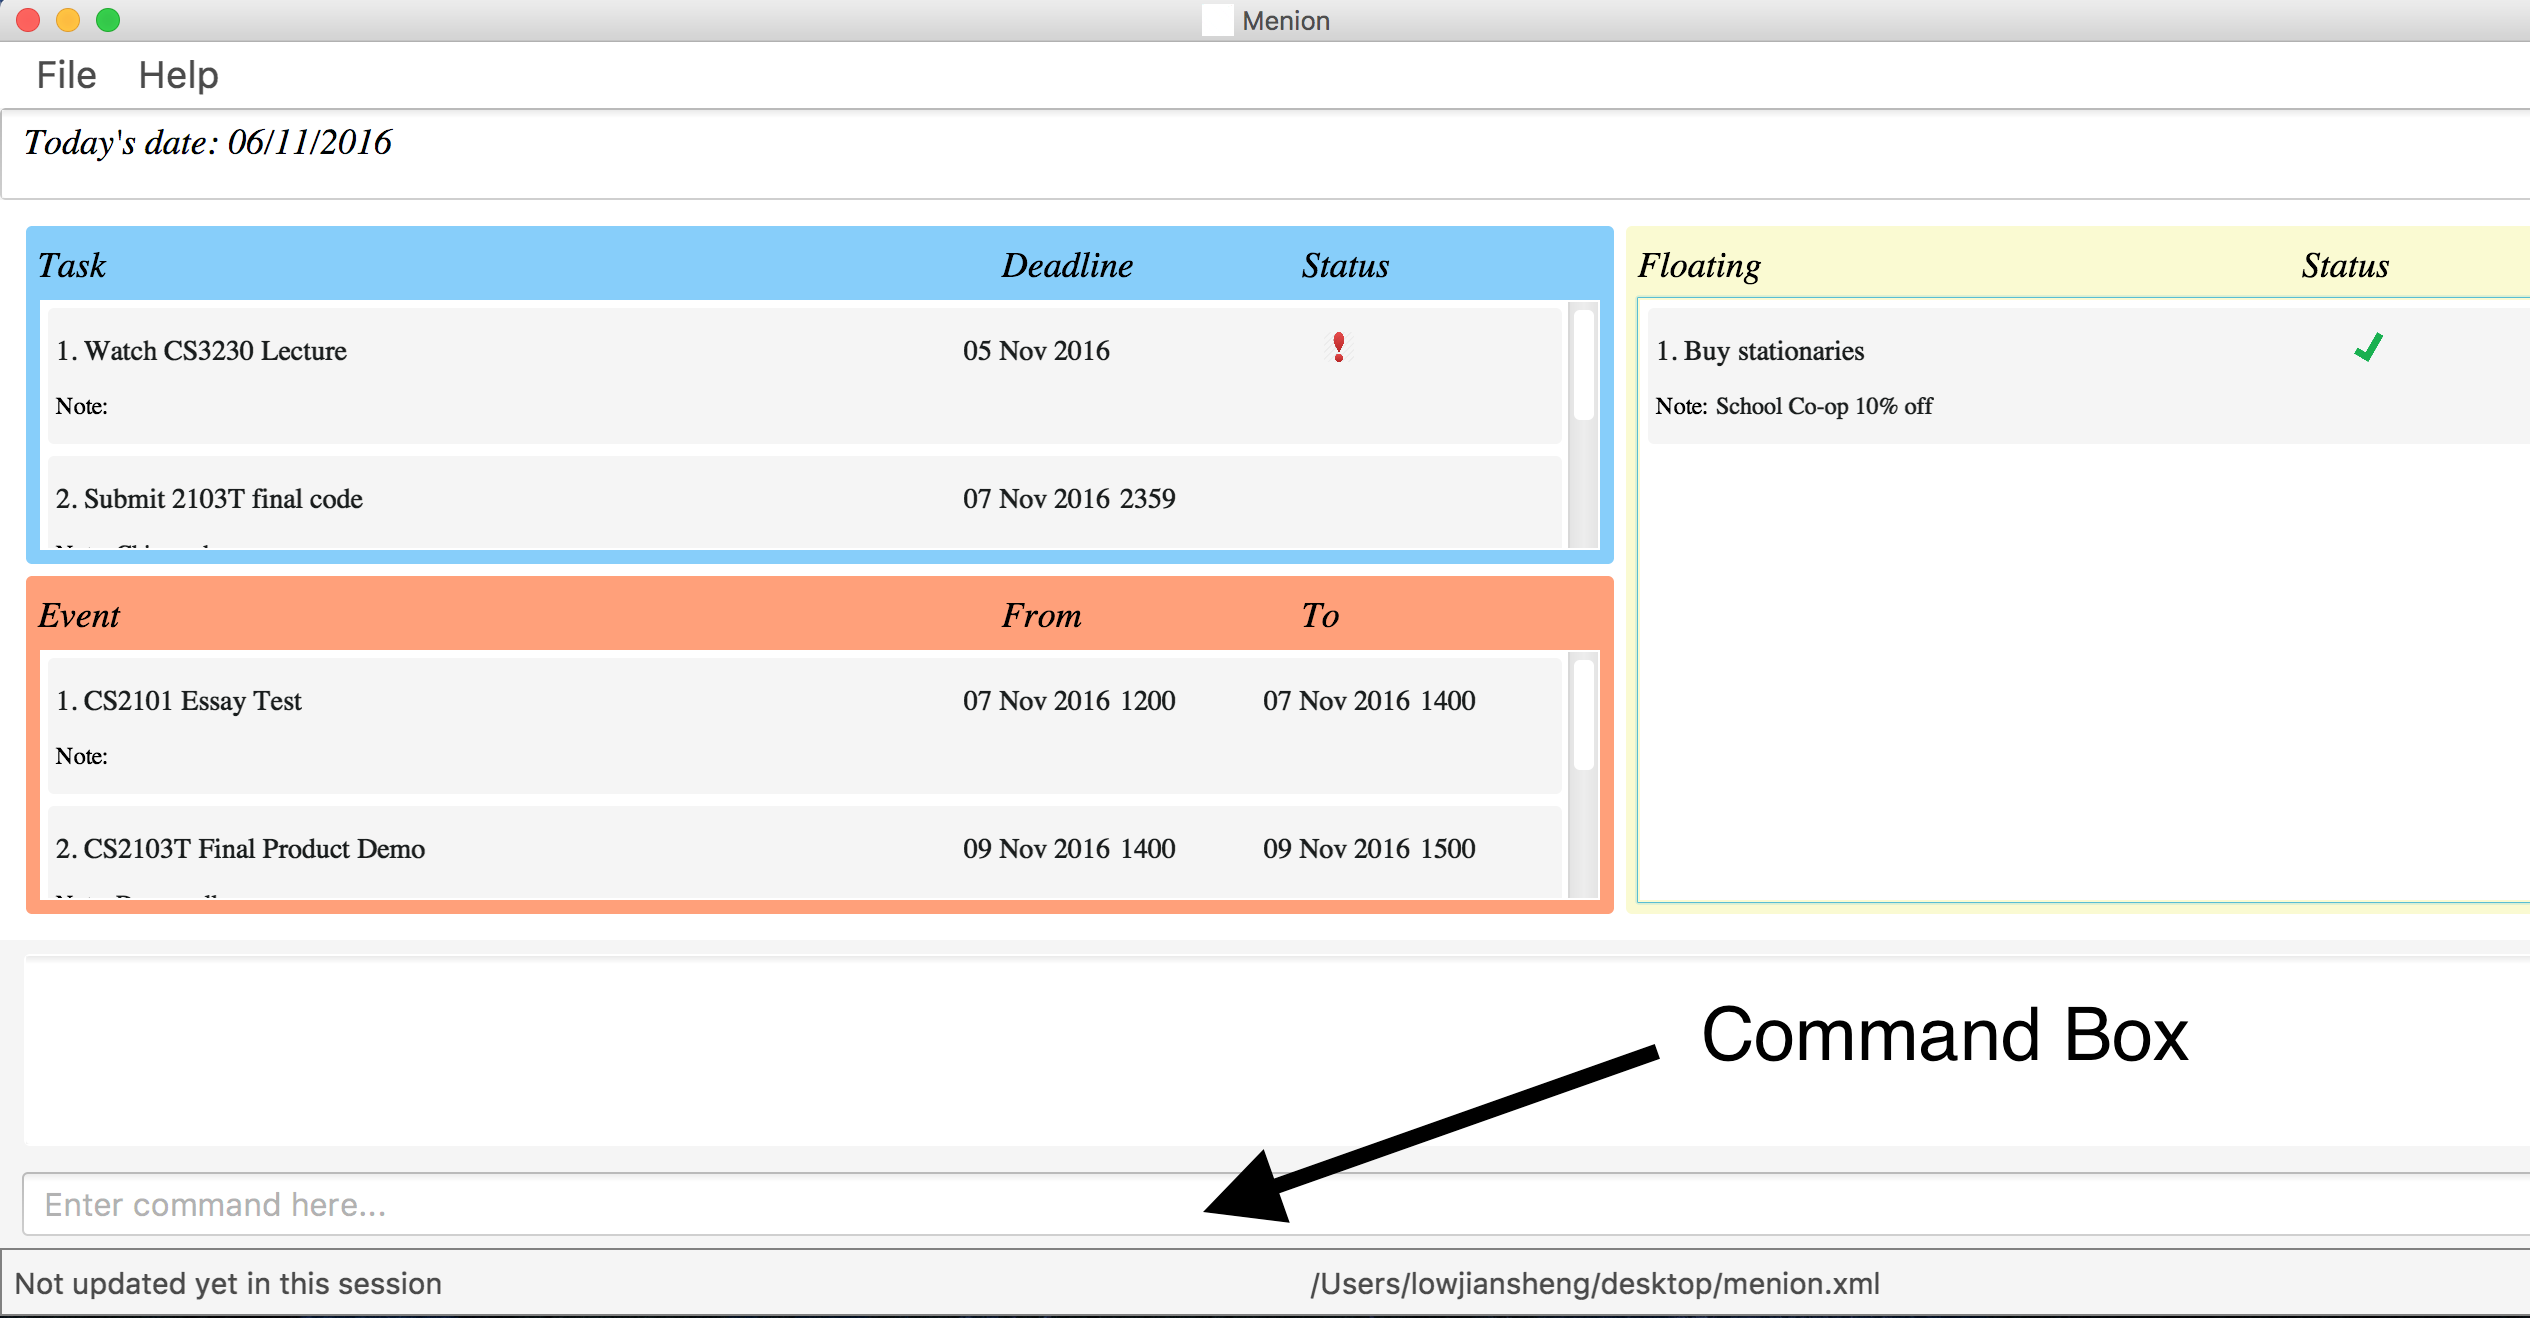 Menion
File Help
Today's date: 06/11/2016
Task Deadline Status
1. Watch CS3230 Lecture 05 Nov 2016
Note:
2. Submit 2103T final code 07 Nov 2016 2359
Floating Status
1. Buy stationaries
Note: School Co-op 10% off
Event From To
1. CS2101 Essay Test 07 Nov 2016 1200 07 Nov 2016 1400
Note:
2. CS2103T Final Product Demo 09 Nov 2016 1400 09 Nov 2016 1500
Command Box
Enter command here...
Not updated yet in this session /Users/lowjiansheng/desktop/menion.xml